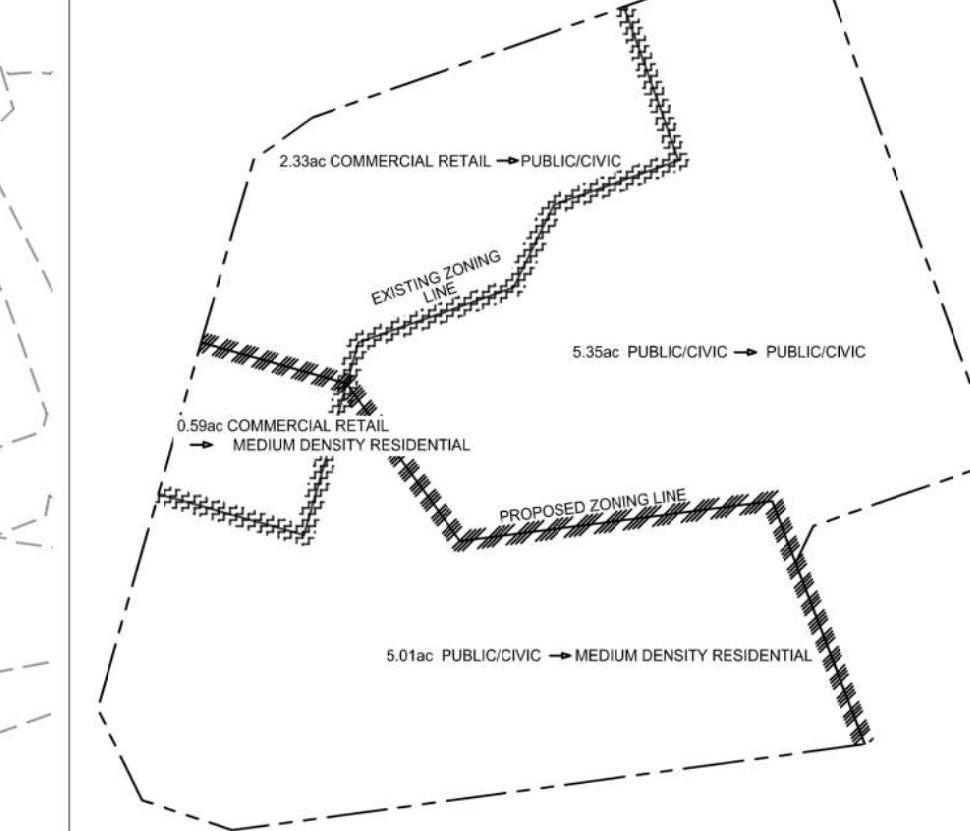 2.33ac COMMERCIAL RETAIL → PUBLIC/CIVIC
EXISTING ZONING
LINE
5.35ac PUBLIC/CIVIC → PUBLIC/CIVIC
0.59ac COMMERCIAL RETAIL
→ MEDIUM DENSITY RESIDENTIAL
PROPOSED ZONING LINE
5.01ac PUBLIC/CIVIC → MEDIUM DENSITY RESIDENTIAL